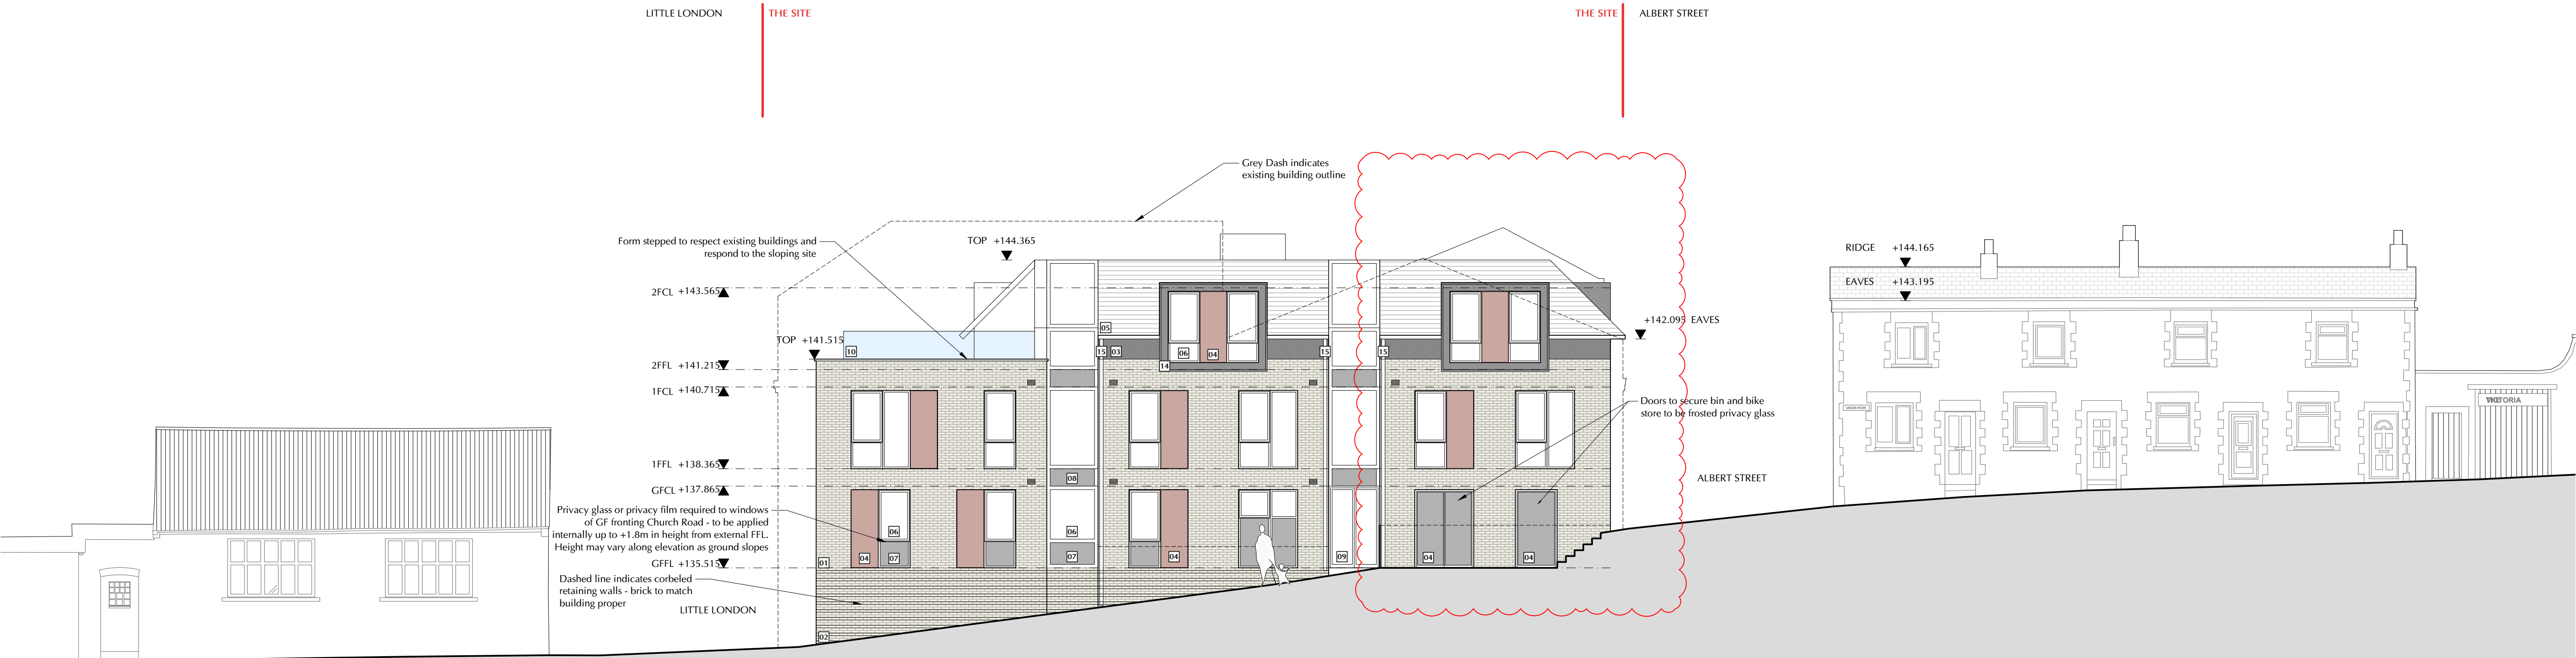 LITTLE LONDON
THE SITE
THE SITE
ALBERT STREET
Grey Dash indicates
existing building outline
Form stepped to respect existing buildings and
respond to the sloping site
TOP +144.365
RIDGE +144.165
EAVES +143.195
2FCL +143.565
+142.095 EAVES
TOP +141.515
05
10
15
03
06
04
15
15
14
2FFL +141.215
1FCL +140.715
Doors to secure bin and bike
store to be frosted privacy glass
UNION ROW
TORIA
1FFL +138.365
08
ALBERT STREET
GFCL +137.865
Privacy glass or privacy film required to windows
of GF fronting Church Road - to be applied
internally up to +1.8m in height from external FFL.
Height may vary along elevation as ground slopes
06
06
04
07
07
04
09
04
04
GFFL +135.515
01
Dashed line indicates corbeled
retaining walls - brick to match
building proper
LITTLE LONDON
02